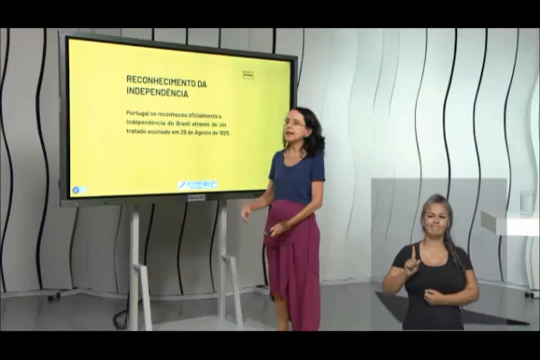 RECONHECIMENTO DA
INDEPENDÊNCIA
Portugal so reconheceu oficialmente a
Independência do Brasil através de um
tratado assinado em 29 de Agosto de 1825.